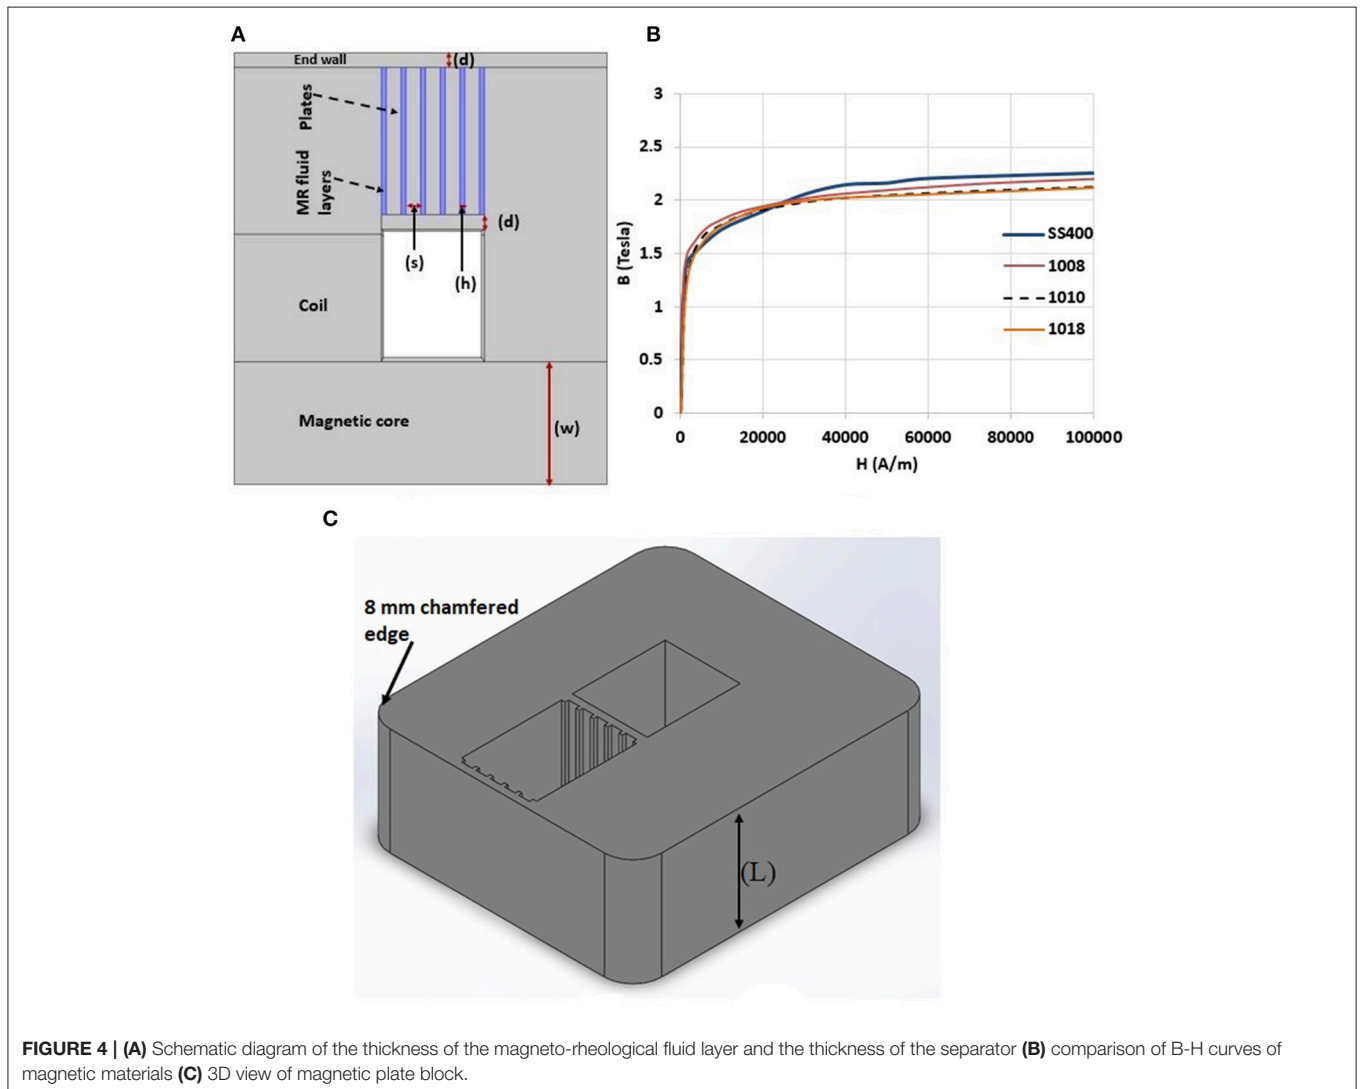 A
End wall
(d)
Plates
MR fluid
layers
(d)
(s)
(h)
Coil
Magnetic core
(w)
B
3
2.5
2
1.5
1
0.5
0
B (Tesla)
SS400
1008
1010
1018
0 20000 40000 60000 80000 100000
H (A/m)
C
8 mm chamfered
edge
(L)
FIGURE 4 | (A) Schematic diagram of the thickness of the magneto-rheological fluid layer and the thickness of the separator (B) comparison of B-H curves of
magnetic materials (C) 3D view of magnetic plate block.